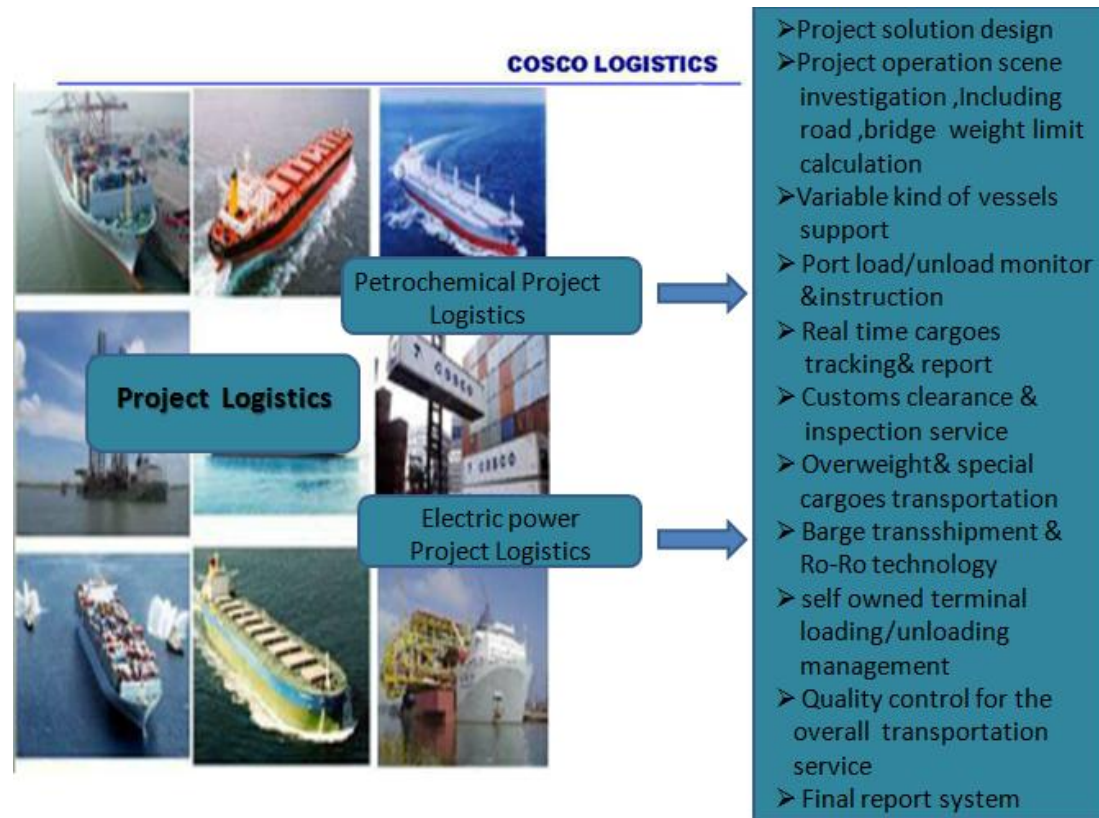 COSCO LOGISTICS
Petrochemical Project
Logistics
Project Logistics
Electric power
Project Logistics
7 COSCO
7 COSCO
➢Project solution design
➢Project operation scene
investigation ,Including
road ,bridge weight limit
calculation
➢Variable kind of vessels
support
➢ Port load/unload monitor
&instruction
➢ Real time cargoes
tracking& report
➢ Customs clearance &
inspection service
➢ Overweight& special
cargoes transportation
➢ Barge transshipment &
Ro-Ro technology
➢ self owned terminal
loading/unloading
management
➢ Quality control for the
overall transportation
service
➢ Final report system